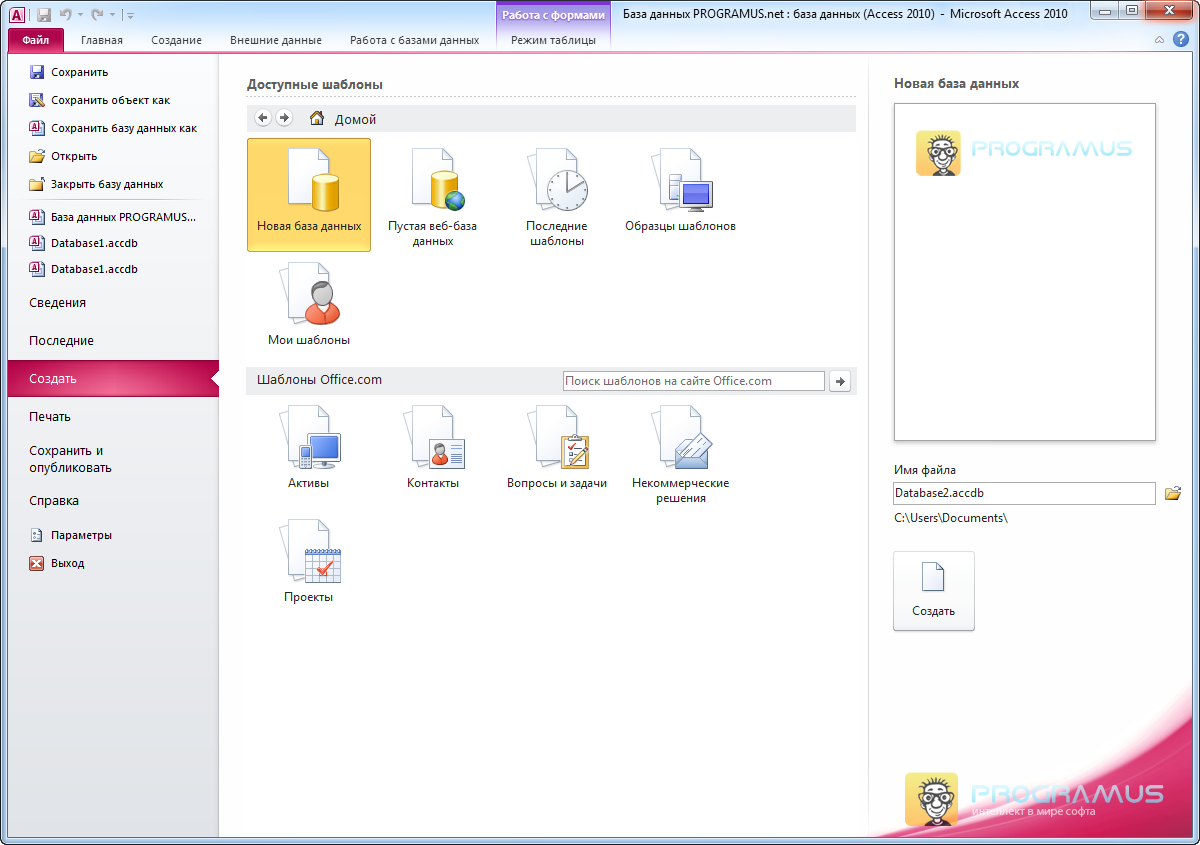 Работа с формами
База данных PROGRAMUS.net : база данных (Access 2010) - Microsoft Access 2010
Файл
Главная
Создание
Внешние данные
Работа с базами данных
Режим таблицы
Сохранить
Сохранить объект как
Сохранить базу данных как
Открыть
Закрыть базу данных
База данных PROGRAMUS...
Database1.accdb
Database1.accdb
Сведения
Последние
Создать
Печать
Сохранить и
опубликовать
Справка
Параметры
Выход
Доступные шаблоны
Домой
Новая база данных
Пустая веб-база
данных
Последние
шаблоны
Образцы шаблонов
Мои шаблоны
Шаблоны Office.com
Поиск шаблонов на сайте Office.com
Активы
Контакты
Вопросы и задачи
Некоммерческие
решения
Проекты
Новая база данных
PROGRAMUS
Имя файла
Database2.accdb
C:\Users\Documents\
Создать
PROGRAMUS
интеллект в мире софта